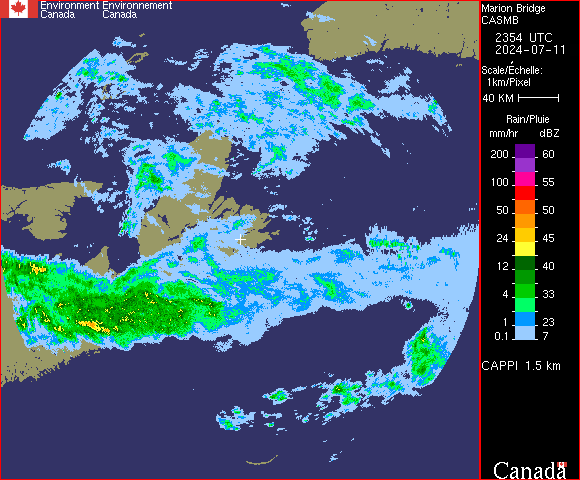 Environment Environnement
Canada Canada
Marion Bridge
CASMB
2354 UTC
2024-07-11
Scale/Échelle:
1km/Pixel
40 KM
Rain/Pluie
mm/hr dBZ
200 60
100 55
50 50
24 45
12 40
4 33
1 23
0.1 7
CAPPI 1.5 km
Canada